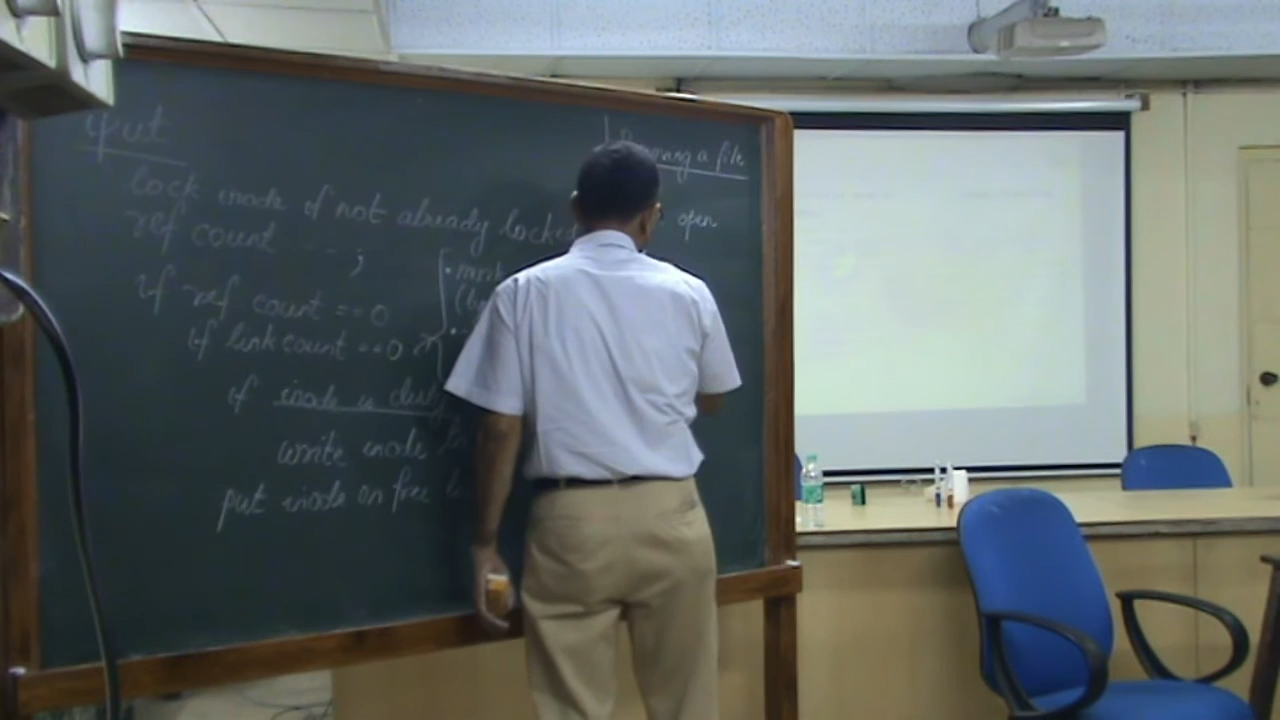 iput
lock inode if not already locked
ref count --;
if ref count == 0
if link count == 0
if inode is dirty
write inode
put inode on free
a file
open